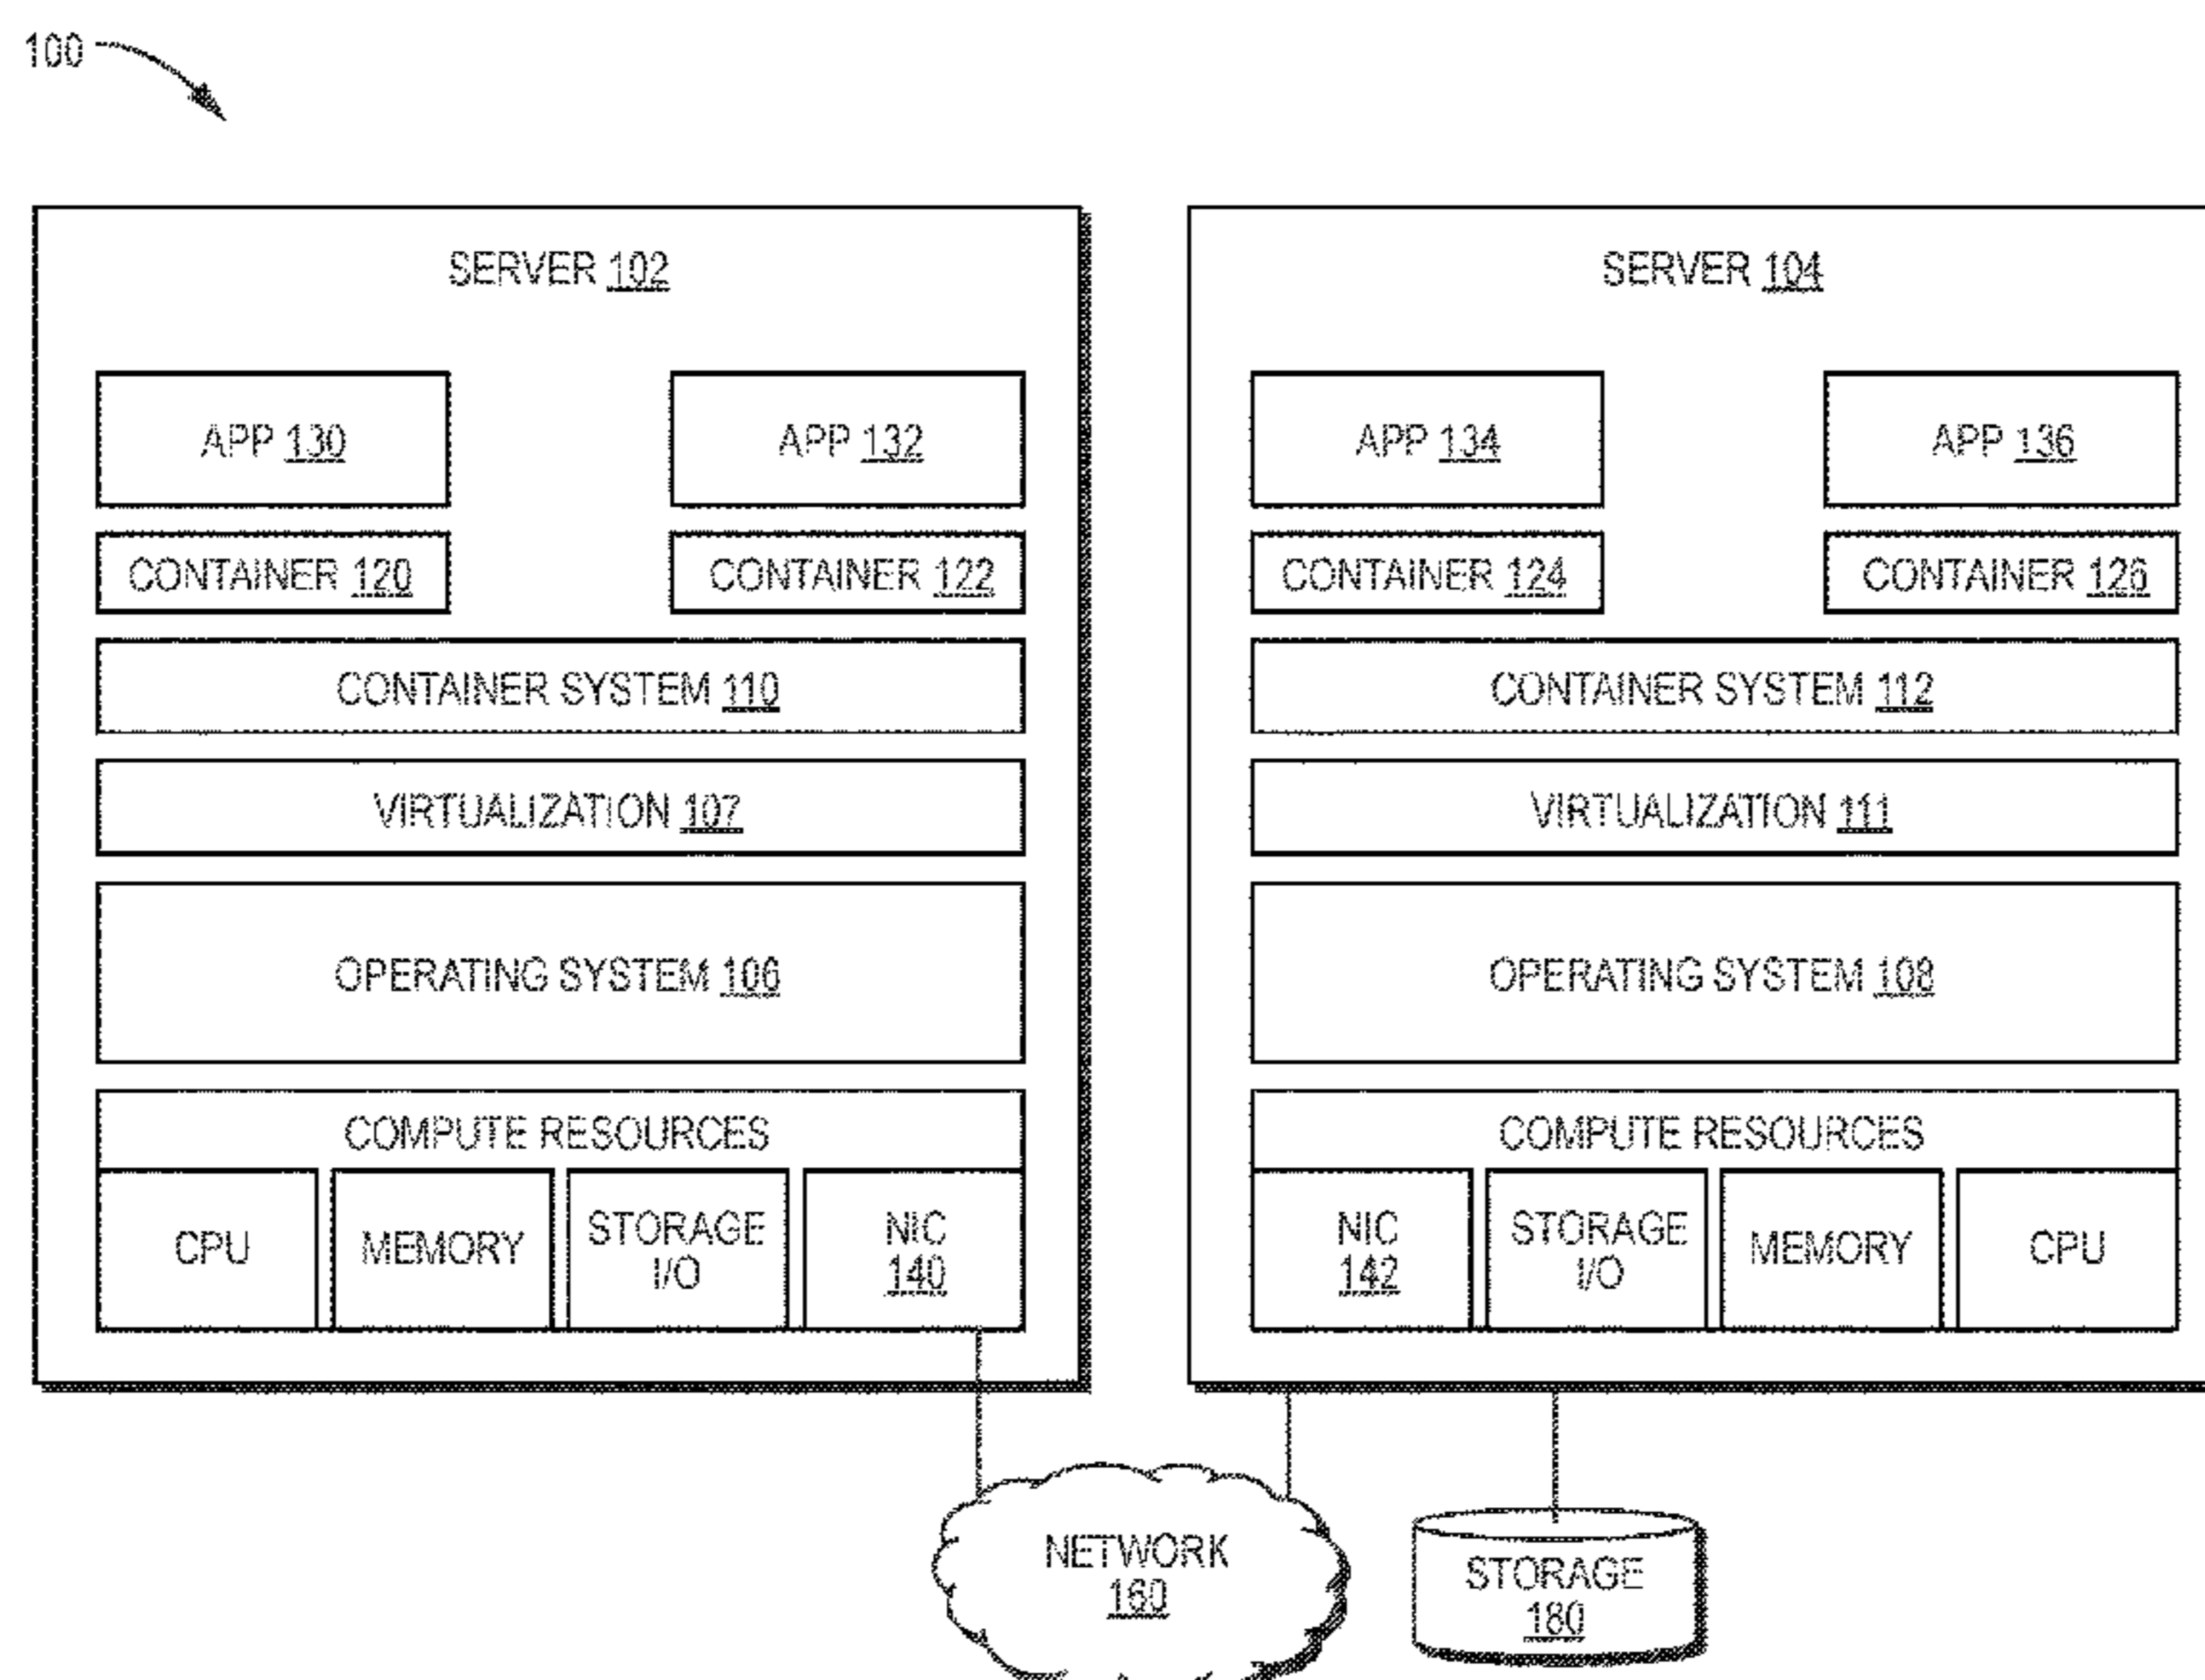 100
SERVER 102
APP 130
APP 132
CONTAINER 120
CONTAINER 122
CONTAINER SYSTEM 110
VIRTUALIZATION 107
OPERATING SYSTEM 106
COMPUTE RESOURCES
CPU
MEMORY
STORAGE
I/O
NIC
140
SERVER 104
APP 134
APP 136
CONTAINER 124
CONTAINER 126
CONTAINER SYSTEM 112
VIRTUALIZATION 111
OPERATING SYSTEM 108
COMPUTE RESOURCES
NIC
142
STORAGE
I/O
MEMORY
CPU
NETWORK
160
STORAGE
180